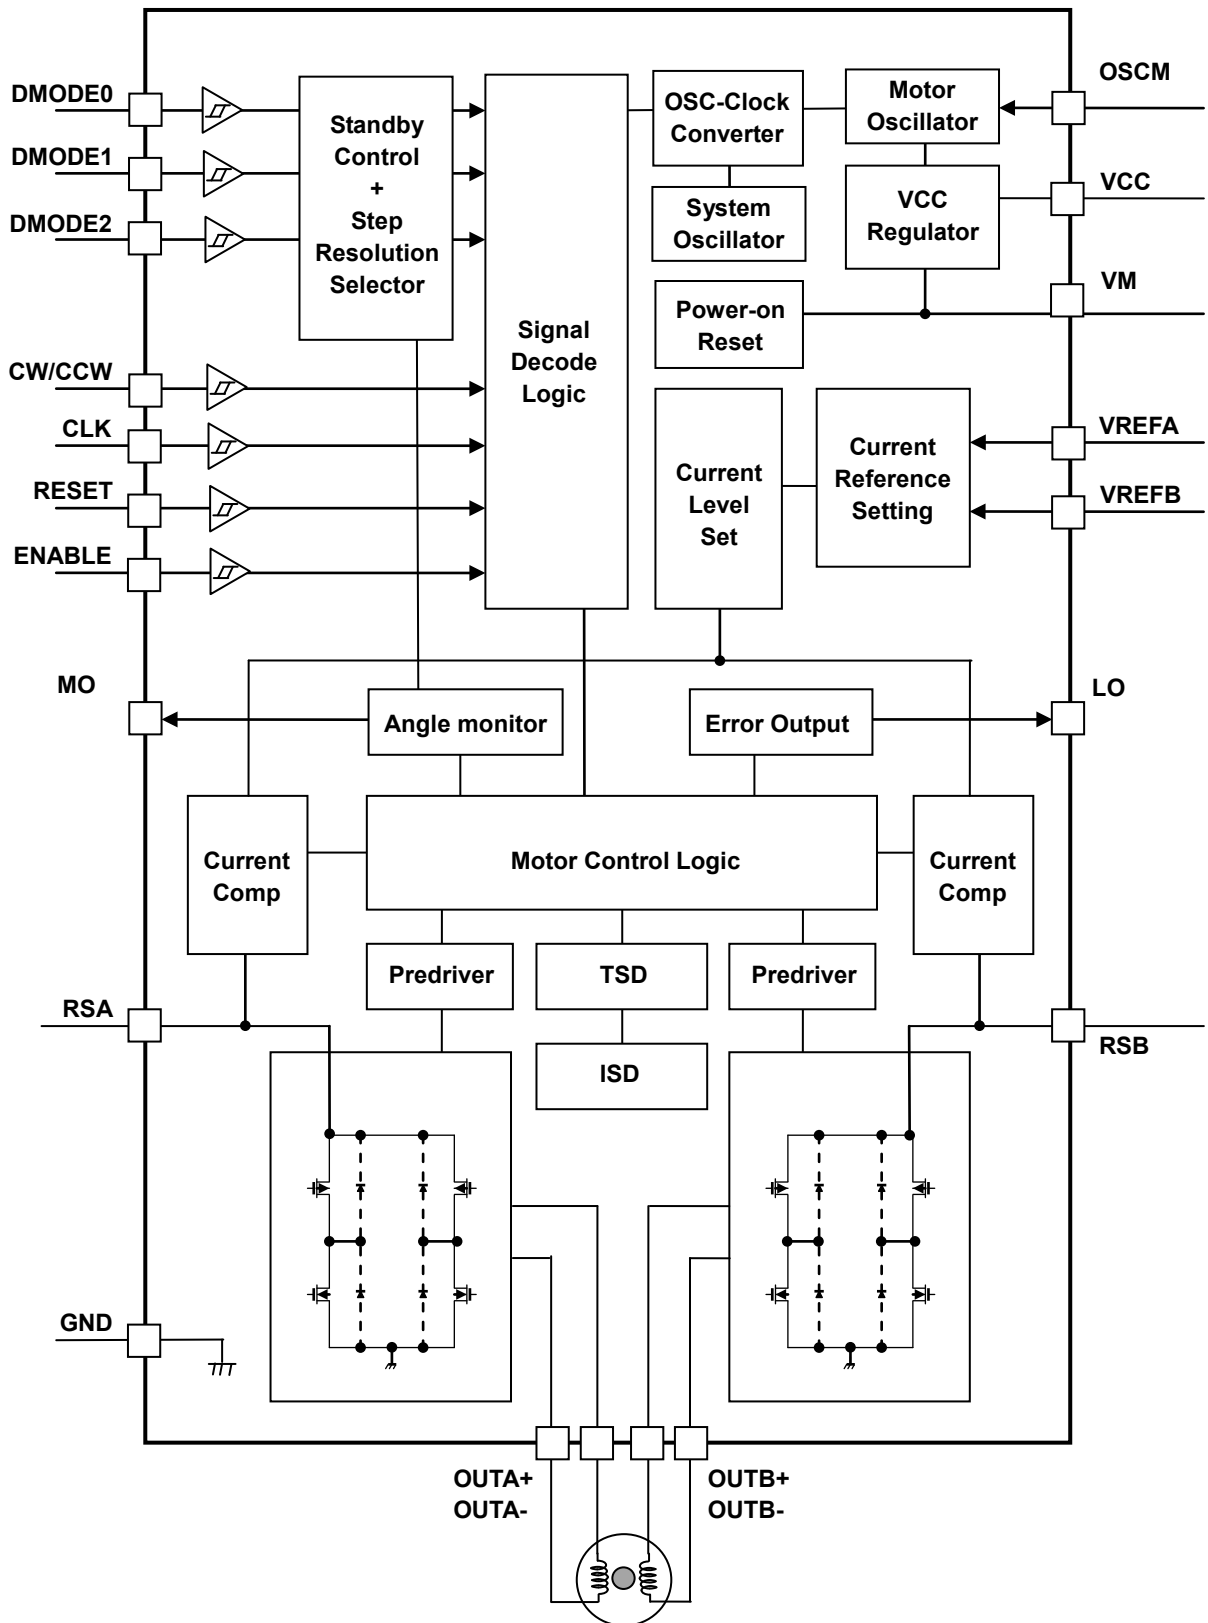 DMODE0
DMODE1
DMODE2
CW/CCW
CLK
RESET
ENABLE
MO
RSA
GND
Standby
Control
+
Step
Resolution
Selector
Signal
Decode
Logic
OSC-Clock
Converter
System
Oscillator
Motor
Oscillator
VCC
Regulator
Power-on
Reset
Current
Level
Set
Current
Reference
Setting
OSCM
VCC
VM
VREFA
VREFB
LO
RSB
Angle monitor
Error Output
Current
Comp
Motor Control Logic
Current
Comp
Predriver
TSD
Predriver
ISD
OUTA+
OUTA-
OUTB+
OUTB-